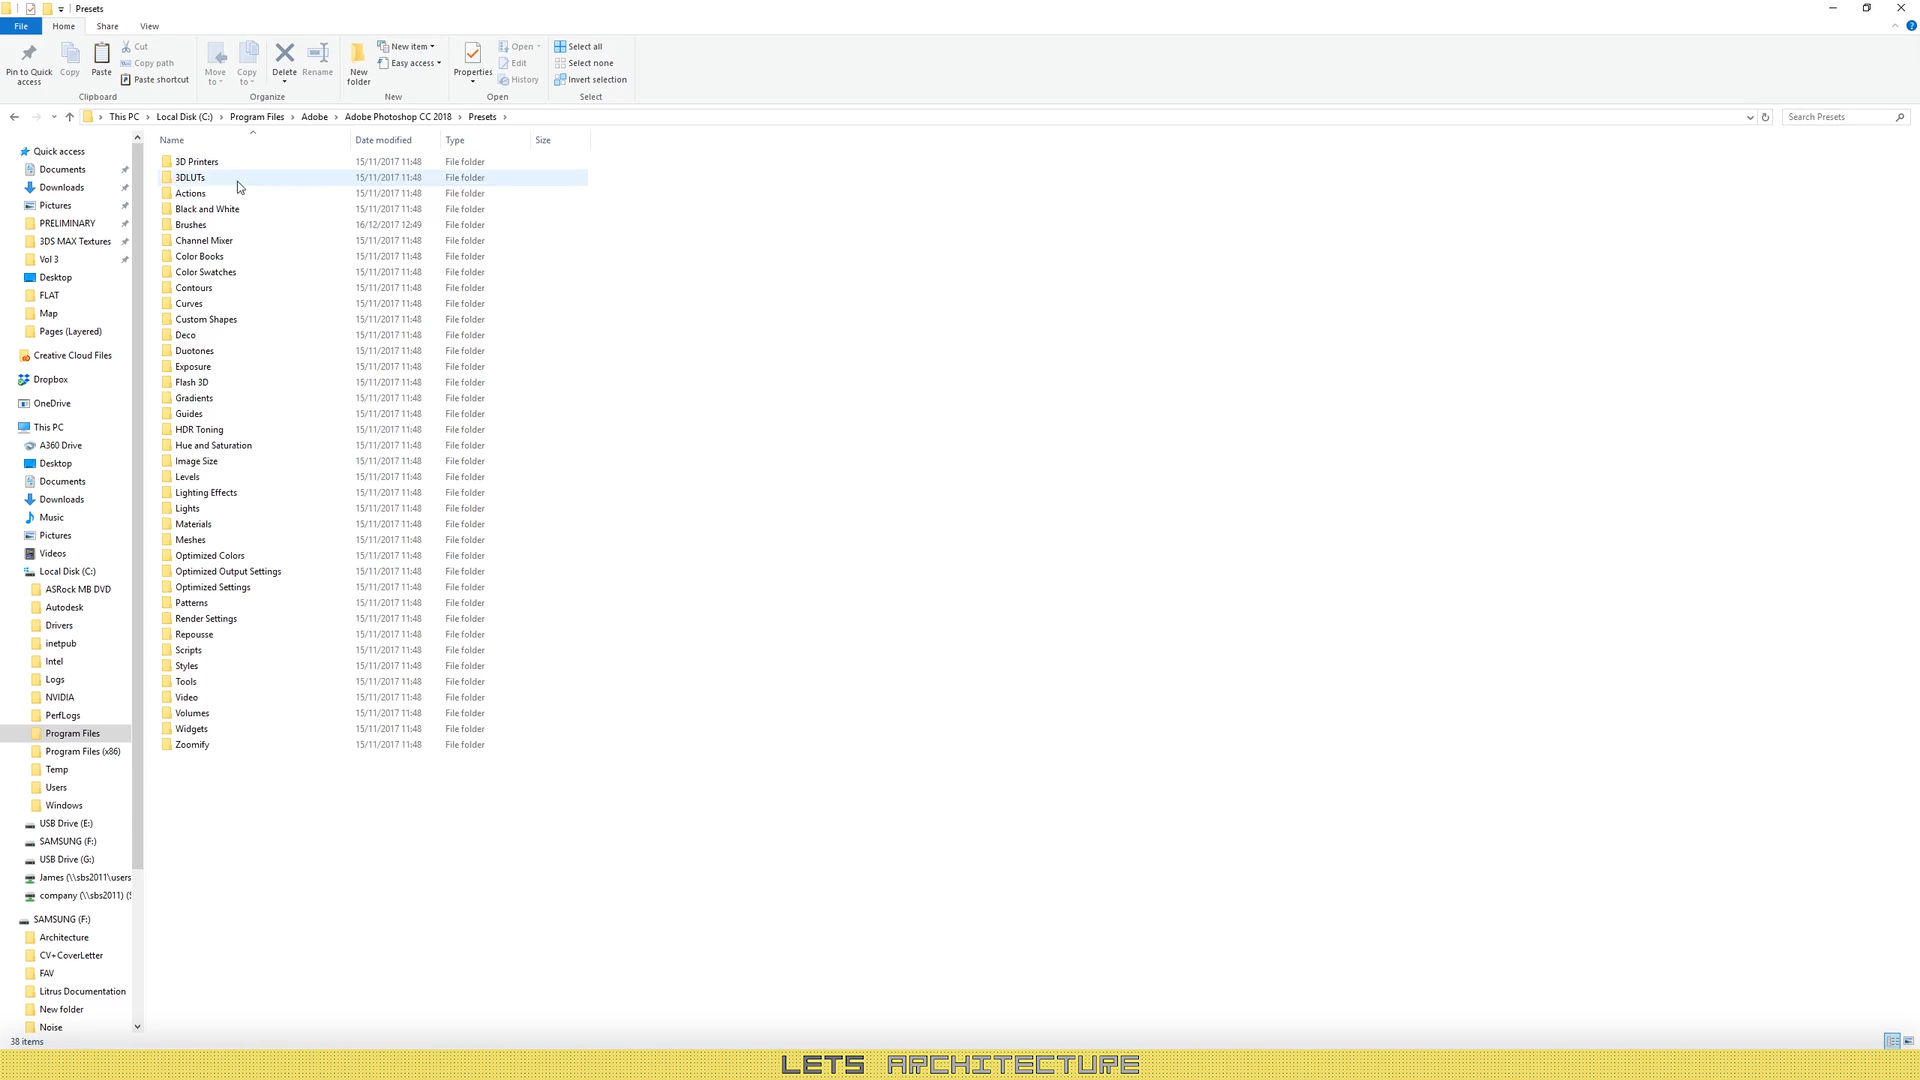 Presets
File Home Share View
Pin to Quick access
Copy
Paste
Cut
Copy path
Paste shortcut
Clipboard
Move to
Copy to
Delete
Rename
Organize
New folder
New item
Easy access
New
Properties
Open
Edit
History
Open
Select all
Select none
Invert selection
Select
This PC Local Disk (C:) Program Files Adobe Adobe Photoshop CC 2018 Presets
Search Presets
Quick access
Documents
Downloads
Pictures
PRELIMINARY
3DS MAX Textures
Vol 3
Desktop
FLAT
Map
Pages (Layered)
Creative Cloud Files
Dropbox
OneDrive
This PC
A360 Drive
Desktop
Documents
Downloads
Music
Pictures
Videos
Local Disk (C:)
ASRock MB DVD
Autodesk
Drivers
inetpub
Intel
Logs
NVIDIA
PerfLogs
Program Files
Program Files (x86)
Temp
Users
Windows
USB Drive (E:)
SAMSUNG (F:)
USB Drive (G:)
James (\\sbs2011\users
company (\\sbs2011) (S
SAMSUNG (F:)
Architecture
CV+CoverLetter
FAV
Litrus Documentation
New folder
Noise
Name Date modified Type Size
3D Printers 15/11/2017 11:48 File folder
3DLUTs 15/11/2017 11:48 File folder
Actions 15/11/2017 11:48 File folder
Black and White 15/11/2017 11:48 File folder
Brushes 16/12/2017 12:49 File folder
Channel Mixer 15/11/2017 11:48 File folder
Color Books 15/11/2017 11:48 File folder
Color Swatches 15/11/2017 11:48 File folder
Contours 15/11/2017 11:48 File folder
Curves 15/11/2017 11:48 File folder
Custom Shapes 15/11/2017 11:48 File folder
Deco 15/11/2017 11:48 File folder
Duotones 15/11/2017 11:48 File folder
Exposure 15/11/2017 11:48 File folder
Flash 3D 15/11/2017 11:48 File folder
Gradients 15/11/2017 11:48 File folder
Guides 15/11/2017 11:48 File folder
HDR Toning 15/11/2017 11:48 File folder
Hue and Saturation 15/11/2017 11:48 File folder
Image Size 15/11/2017 11:48 File folder
Levels 15/11/2017 11:48 File folder
Lighting Effects 15/11/2017 11:48 File folder
Lights 15/11/2017 11:48 File folder
Materials 15/11/2017 11:48 File folder
Meshes 15/11/2017 11:48 File folder
Optimized Colors 15/11/2017 11:48 File folder
Optimized Output Settings 15/11/2017 11:48 File folder
Optimized Settings 15/11/2017 11:48 File folder
Patterns 15/11/2017 11:48 File folder
Render Settings 15/11/2017 11:48 File folder
Repousse 15/11/2017 11:48 File folder
Scripts 15/11/2017 11:48 File folder
Styles 15/11/2017 11:48 File folder
Tools 15/11/2017 11:48 File folder
Video 15/11/2017 11:48 File folder
Volumes 15/11/2017 11:48 File folder
Widgets 15/11/2017 11:48 File folder
Zoomify 15/11/2017 11:48 File folder
38 items
LETS ARCHITECTURE